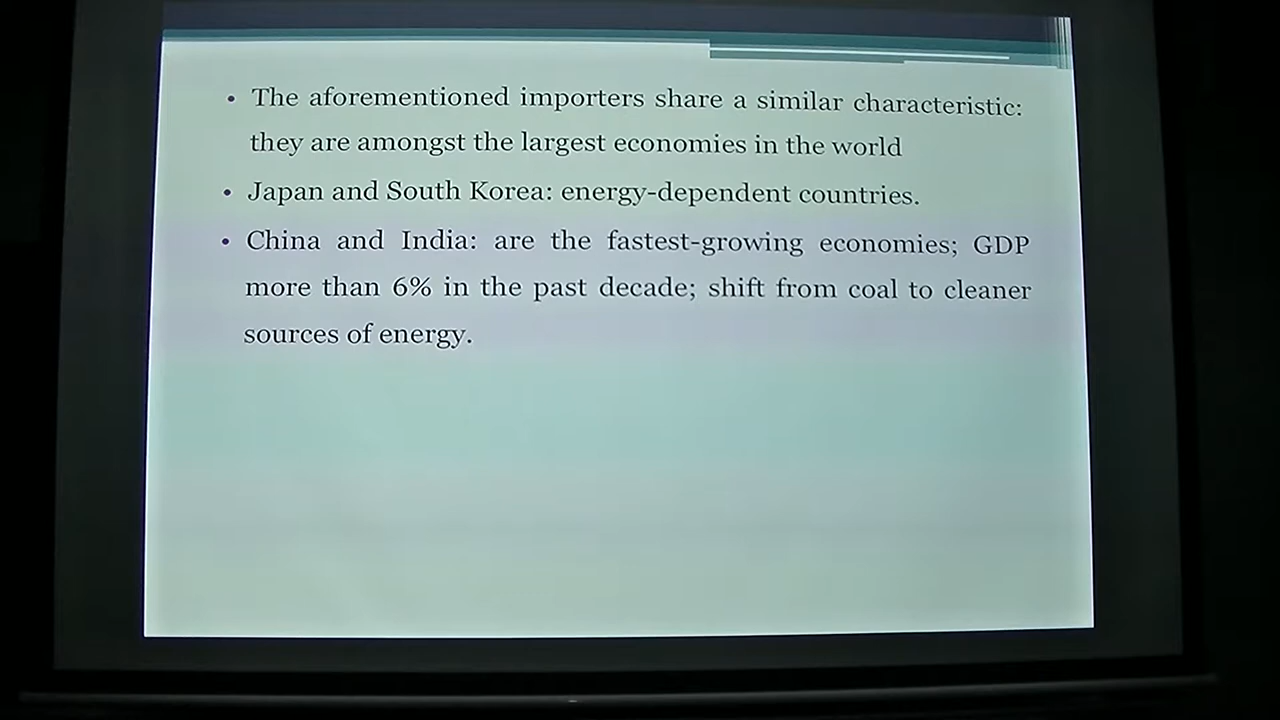 • The aforementioned importers share a similar characteristic:
they are amongst the largest economies in the world
• Japan and South Korea: energy-dependent countries.
• China and India: are the fastest-growing economies; GDP
more than 6% in the past decade; shift from coal to cleaner
sources of energy.